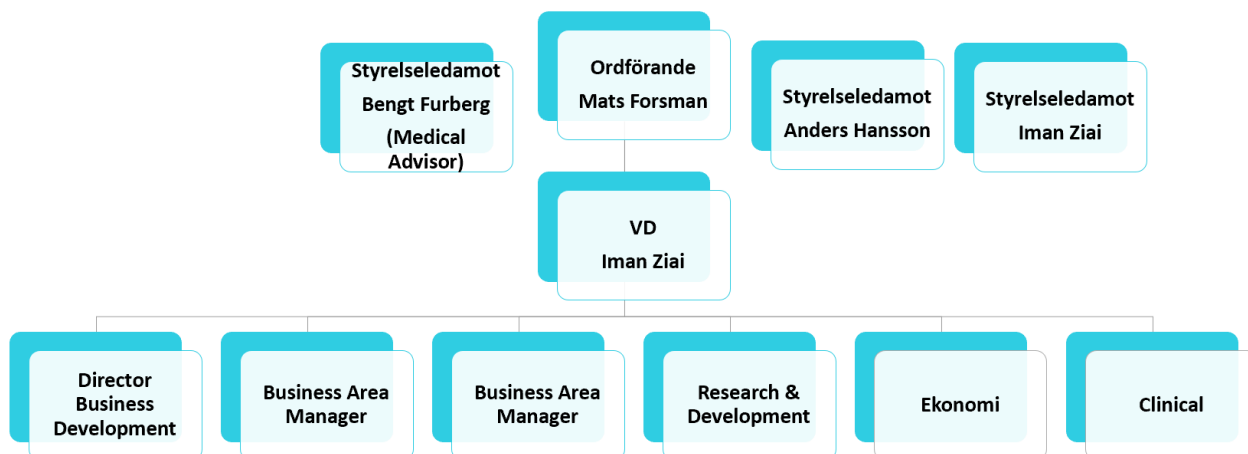 Styrelseledamot
Bengt Furberg
(Medical
Advisor)
Ordförande
Mats Forsman
Styrelseledamot
Anders Hansson
Styrelseledamot
Iman Ziai
VD
Iman Ziai
Director
Business
Development
Business Area
Manager
Business Area
Manager
Research &
Development
Ekonomi
Clinical